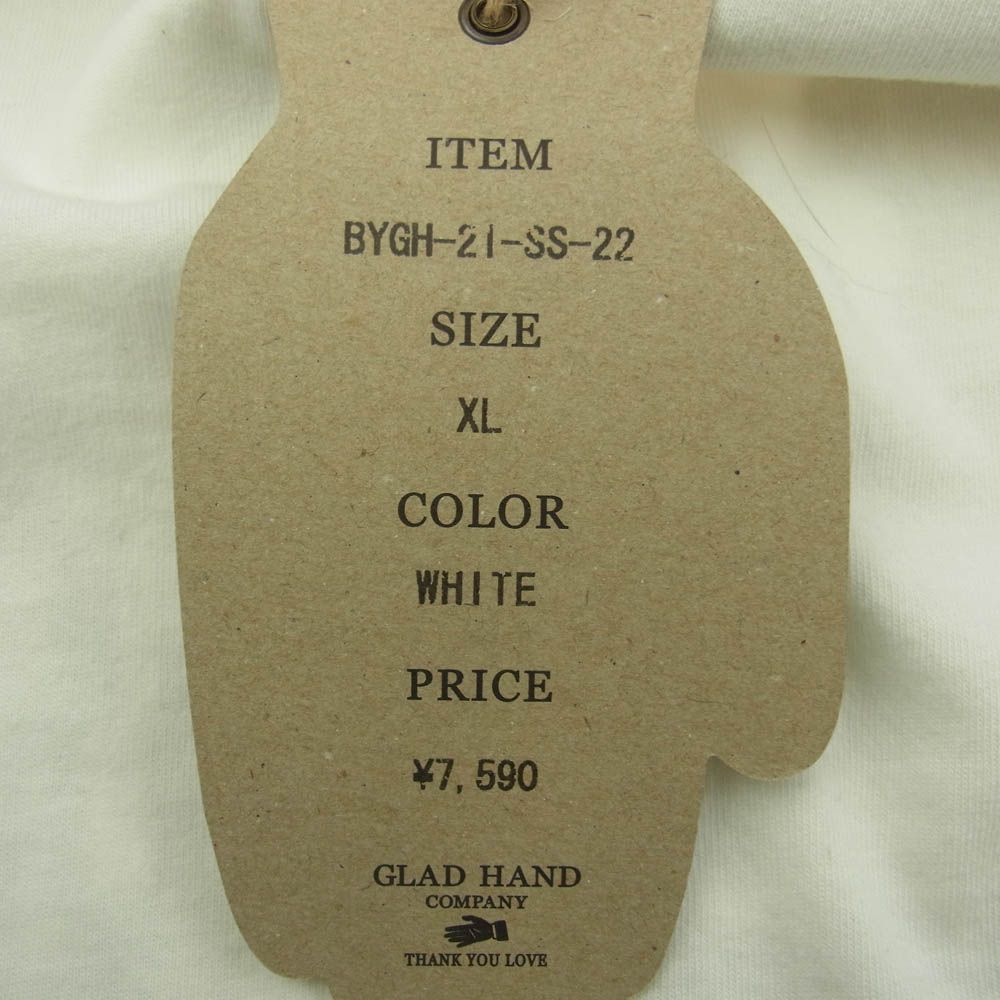 ITEM
BYGH-21-SS-22
SIZE
XL
COLOR
WHITE
PRICE
¥7,590
GLAD HAND
COMPANY
THANK YOU LOVE